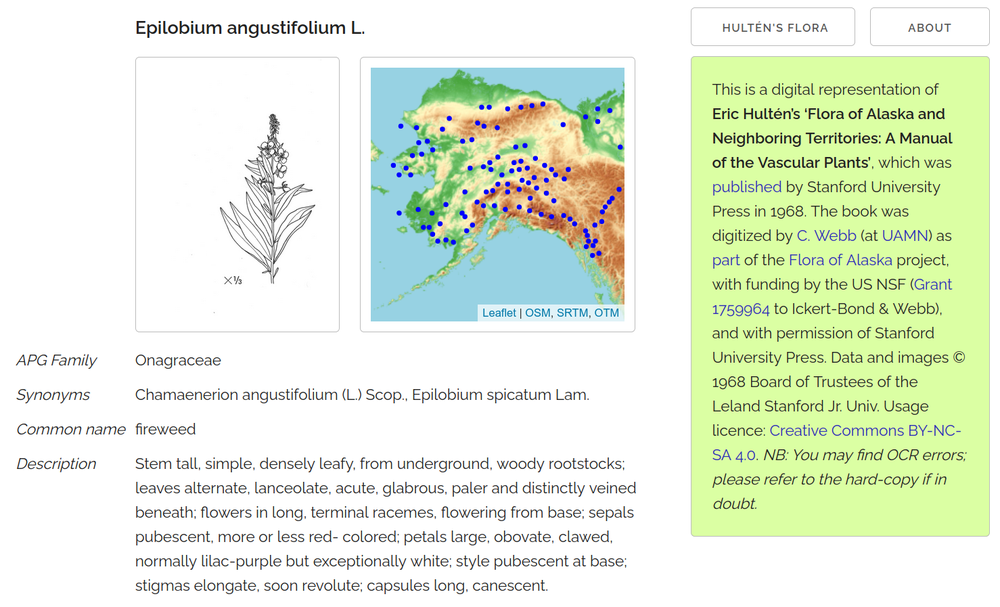 Epilobium angustifolium L.
×⅓
Leaflet | OSM, SRTM, OTM
APG Family Onagraceae
Synonyms Chamaenerion angustifolium (L.) Scop., Epilobium spicatum Lam.
Common name fireweed
Description Stem tall, simple, densely leafy, from underground, woody rootstocks;
leaves alternate, lanceolate, acute, glabrous, paler and distinctly veined
beneath; flowers in long, terminal racemes, flowering from base; sepals
pubescent, more or less red- colored; petals large, obovate, clawed,
normally lilac-purple but exceptionally white; style pubescent at base;
stigmas elongate, soon revolute; capsules long, canescent.
HULTÉN'S FLORA
ABOUT
This is a digital representation of
Eric Hultén's ‘Flora of Alaska and
Neighboring Territories: A Manual
of the Vascular Plants’, which was
published by Stanford University
Press in 1968. The book was
digitized by C. Webb (at UAMN) as
part of the Flora of Alaska project,
with funding by the US NSF (Grant
1759964 to Ickert-Bond & Webb),
and with permission of Stanford
University Press. Data and images ©
1968 Board of Trustees of the
Leland Stanford Jr. Univ. Usage
licence: Creative Commons BY-NC-
SA 4.0. NB: You may find OCR errors;
please refer to the hard-copy if in
doubt.